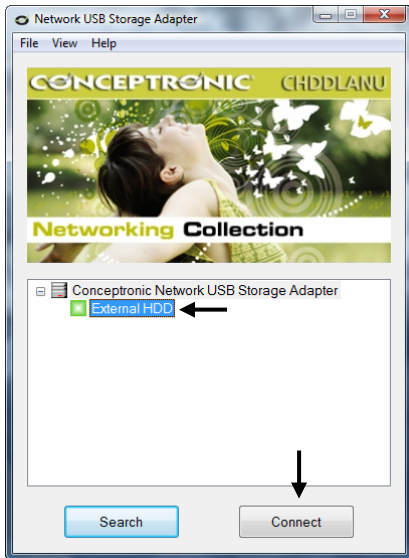 Network USB Storage Adapter
File View Help
CONCEPTRONIC CHDDLANU
Networking Collection
Conceptronic Network USB Storage Adapter
External HDD
Search Connect